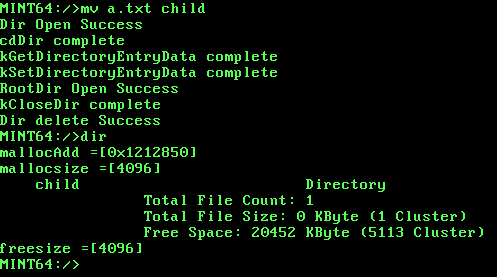 MINT64:/>mv a.txt child
Dir Open Success
cdDir complete
kGetDirectoryEntryData complete
kSetDirectoryEntryData complete
RootDir Open Success
kCloseDir complete
Dir delete Success
MINT64:/>dir
mallocAdd =[0x1212850]
mallocsize =[4096]
child Directory
Total File Count: 1
Total File Size: 0 KByte (1 Cluster)
Free Space: 20452 KByte (5113 Cluster)
freesize =[4096]
MINT64:/>